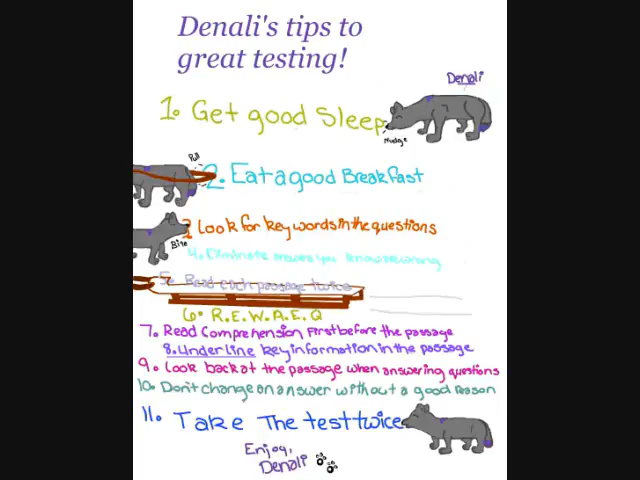 Denali's tips to
great testing!
Denali
1. Get good Sleep
Nudge
Pull
2. Eat a good Breakfast
3 Look for key words in the questions
Bite
4. Eliminate answers you know are wrong
5. Read each passage twice
6. R.E.W.A.E.Q
7. Read Comprehension first before the passage
8. Underline key information in the passage
9. Look back at the passage when answering questions
10. Don't change an answer without a good reason
11. Take The test twice
Enjoy,
Denali